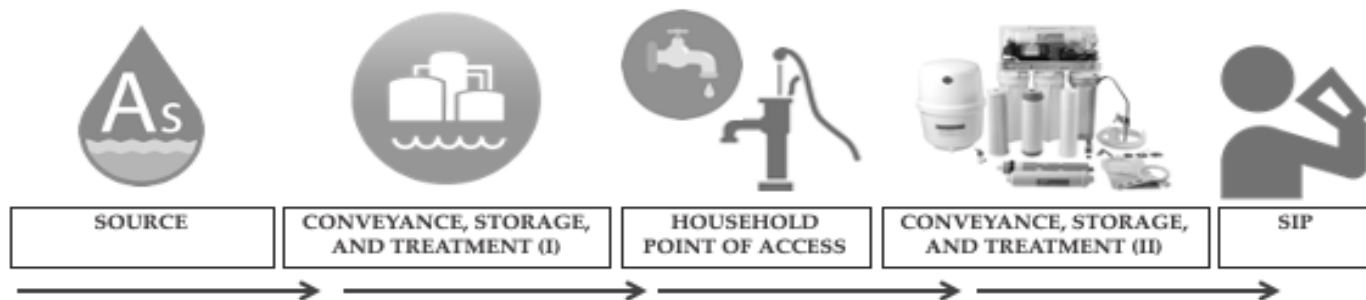 As
SOURCE
CONVEYANCE, STORAGE,
AND TREATMENT (I)
HOUSEHOLD
POINT OF ACCESS
CONVEYANCE, STORAGE,
AND TREATMENT (II)
SIP